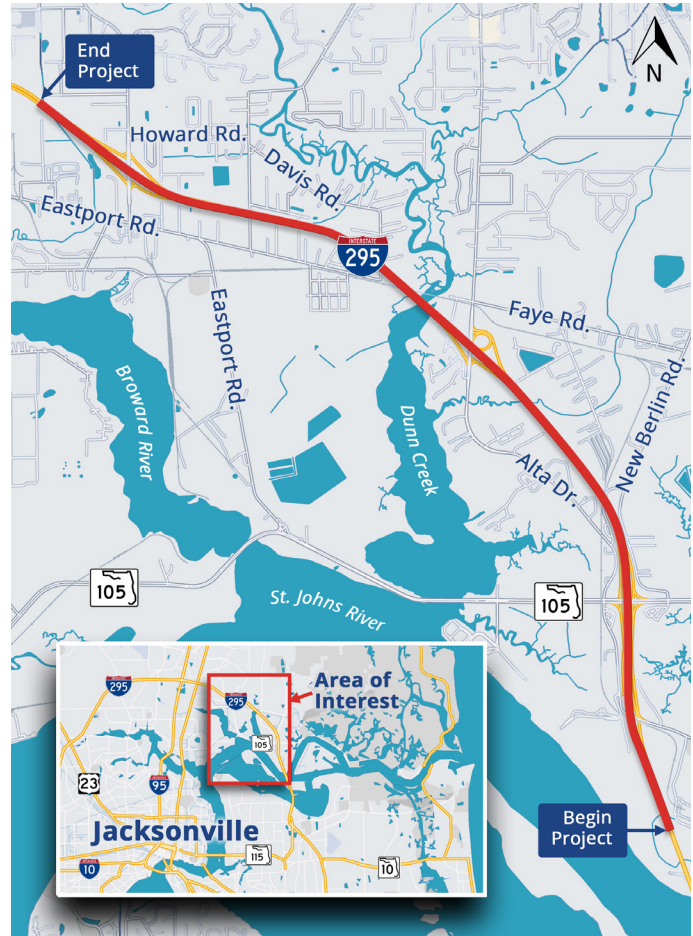 End
Project
N
Howard Rd.
Davis Rd.
Eastport Rd.
INTERSTATE
295
Eastport Rd.
Faye Rd.
Broward River
Dunn Creek
New Berlin Rd.
Alta Dr.
105
105
St. Johns River
Area of
Interest
295
295
105
23
95
Jacksonville
115
10
10
Begin
Project